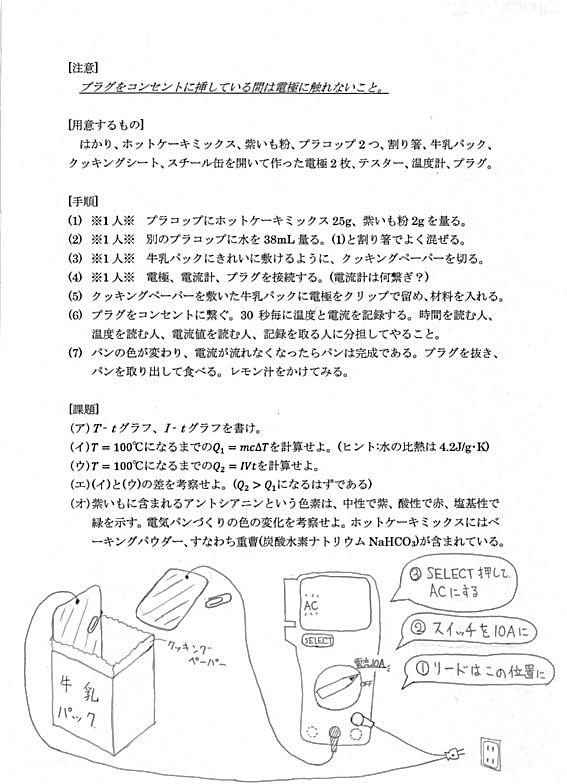 [注意]
プラグをコンセントに挿している間は電極に触れないこと。
[用意するもの]
はかり、ホットケーキミックス、紫いも粉、プラコップ2つ、割り箸、牛乳パック、
クッキングシート、スチール缶を開いて作った電極2枚、テスター、温度計、プラグ。
[手順]
(1) ※1人※ プラコップにホットケーキミックス25g、紫いも粉2gを量る。
(2) ※1人※ 別のプラコップに水を38mL量る。(1)と割り箸でよく混ぜる。
(3) ※1人※ 牛乳パックにきれいに敷けるように、クッキングペーパーを切る。
(4) ※1人※ 電極、電流計、プラグを接続する。(電流計は何繋ぎ?)
(5) クッキングペーパーを敷いた牛乳パックに電極をクリップで留め、材料を入れる。
(6) プラグをコンセントに繋ぐ。30 秒毎に温度と電流を記録する。時間を読む人、
温度を読む人、電流値を読む人、記録を取る人に分担してやること。
(7) パンの色が変わり、電流が流れなくなったらパンは完成である。プラグを抜き、
パンを取り出して食べる。レモン汁をかけてみる。
[課題]
(ア) T - tグラフ、I - tグラフを書け。
(イ) T = 100℃になるまでのQ₁ = mcΔTを計算せよ。(ヒント:水の比熱は 4.2J/g･K)
(ウ) T = 100℃になるまでのQ₂ = IVtを計算せよ。
(エ) (イ)と(ウ)の差を考察せよ。(Q₂ > Q₁になるはずである)
(オ) 紫いもに含まれるアントシアニンという色素は、中性で紫、酸性で赤、塩基性で
緑を示す。電気パンづくりの色の変化を考察せよ。ホットケーキミックスにはベ
ーキングパウダー、すなわち重曹(炭酸水素ナトリウム NaHCO₃)が含まれている。
③ SELECT 押して
ACにする
AC
SELECT
② スイッチを10Aに
クッキング
ペーパー
電流10A
OFF
① リードはこの位置に
牛乳
パック